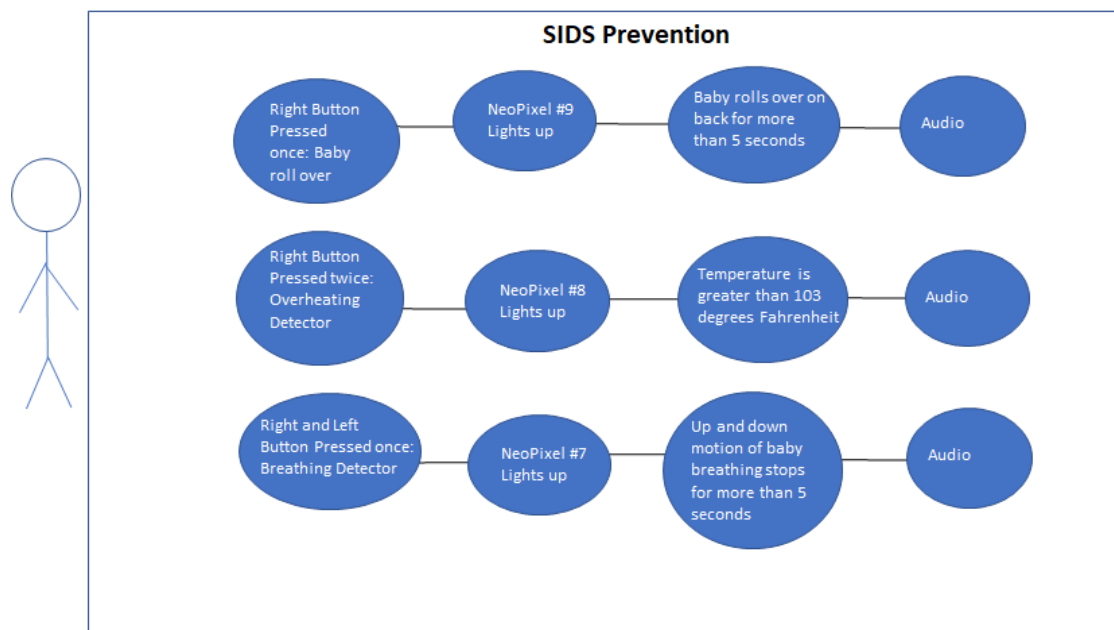 SIDS Prevention
Right Button
Pressed
once: Baby
roll over
NeoPixel #9
Lights up
Baby rolls over on
back for more
than 5 seconds
Audio
Right Button
Pressed twice:
Overheating
Detector
NeoPixel #8
Lights up
Temperature is
greater than 103
degrees Fahrenheit
Audio
Right and Left
Button Pressed once:
Breathing Detector
NeoPixel #7
Lights up
Up and down
motion of baby
breathing stops
for more than 5
seconds
Audio